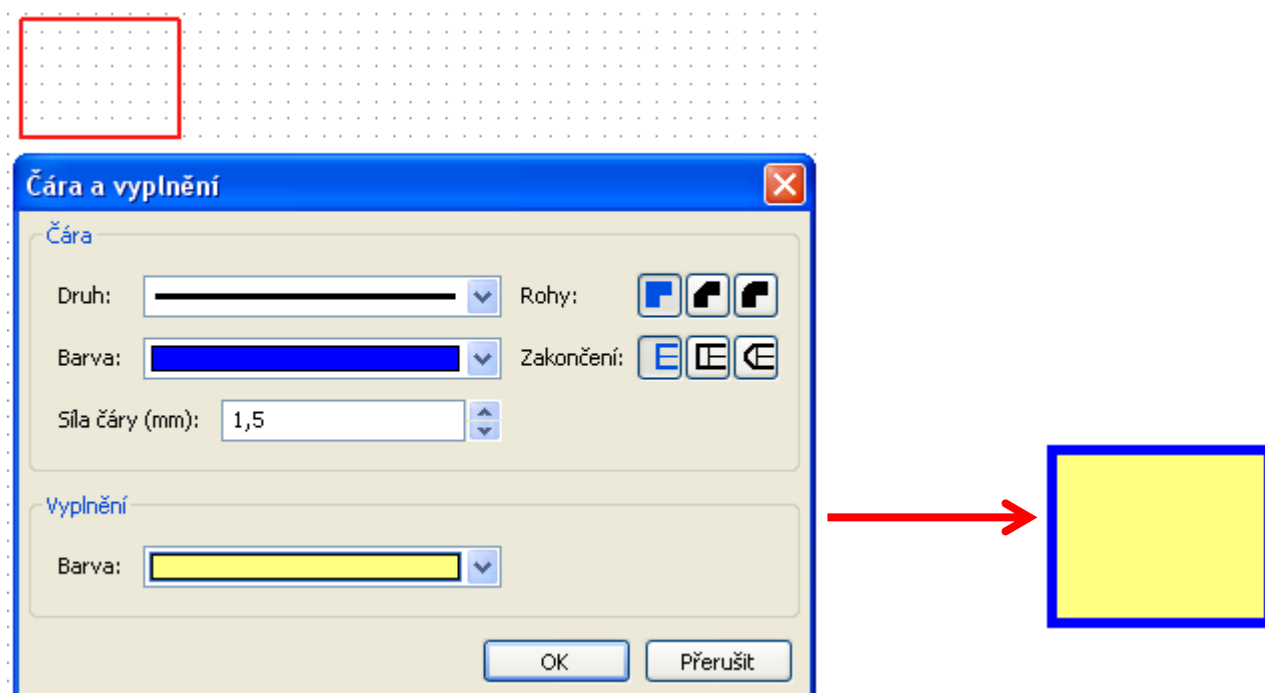 Čára a vyplnění
Čára
Druh: Rohy:
Barva: Zakončení:
Síla čáry (mm): 1,5
Vyplnění
Barva:
OK Přerušit